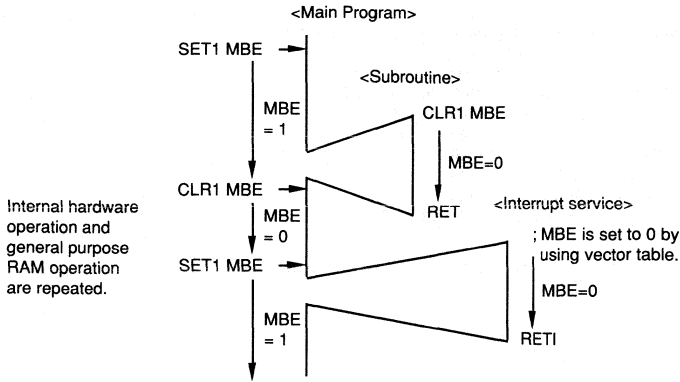 <Main Program>
SET1 MBE
<Subroutine>
MBE
= 1
CLR1 MBE
MBE=0
CLR1 MBE
RET
Internal hardware
operation and
general purpose
RAM operation
are repeated.
MBE
= 0
<Interrupt service>
; MBE is set to 0 by
using vector table.
SET1 MBE
MBE=0
MBE
= 1
RETI